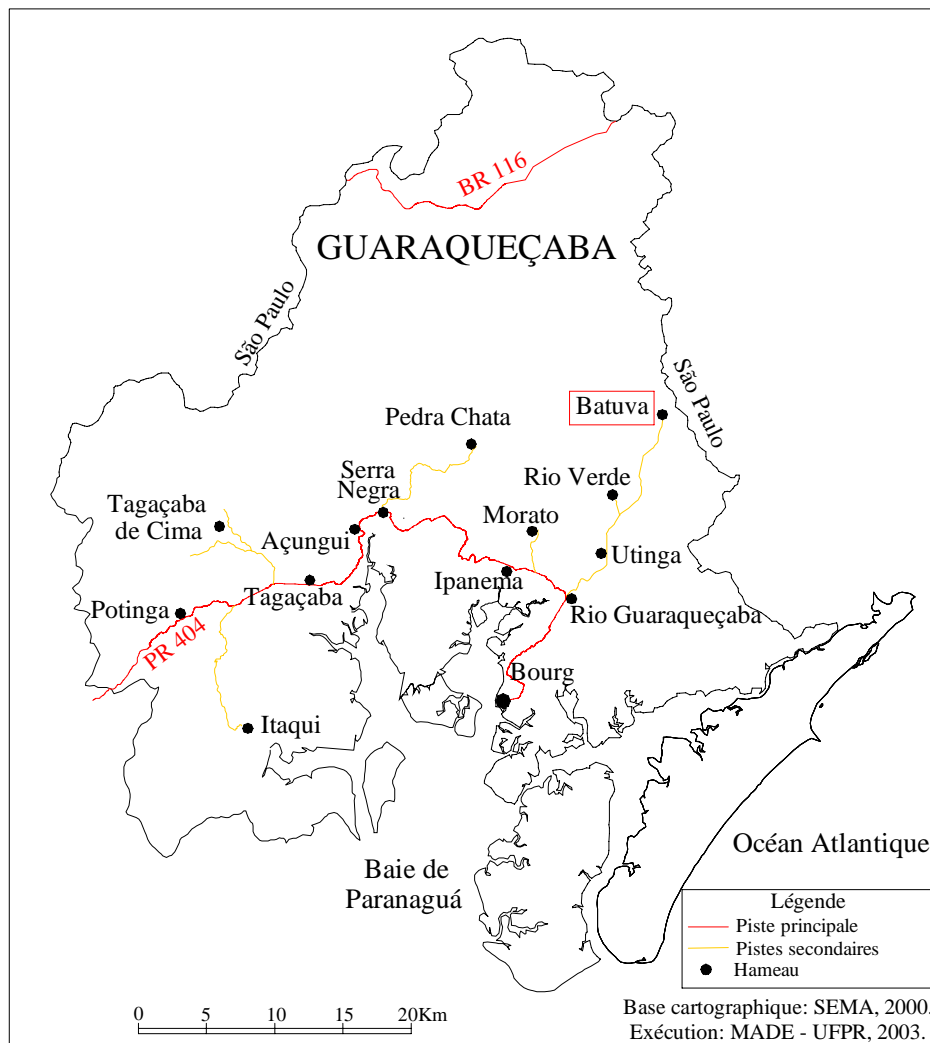 BR 116
GUARAQUEÇABA
São Paulo
São Paulo
Batuva
Pedra Chata
Serra
Negra
Rio Verde
Tagaçaba
de Cima
Morato
Açungui
Utinga
Ipanema
Tagaçaba
Potinga
Rio Guaraqueçaba
PR 404
Bourg
Itaqui
Océan Atlantique
Baie de
Paranaguá
Légende
Piste principale
Pistes secondaires
Hameau
0 5 10 15 20Km
Base cartographique: SEMA, 2000.
Exécution: MADE - UFPR, 2003.